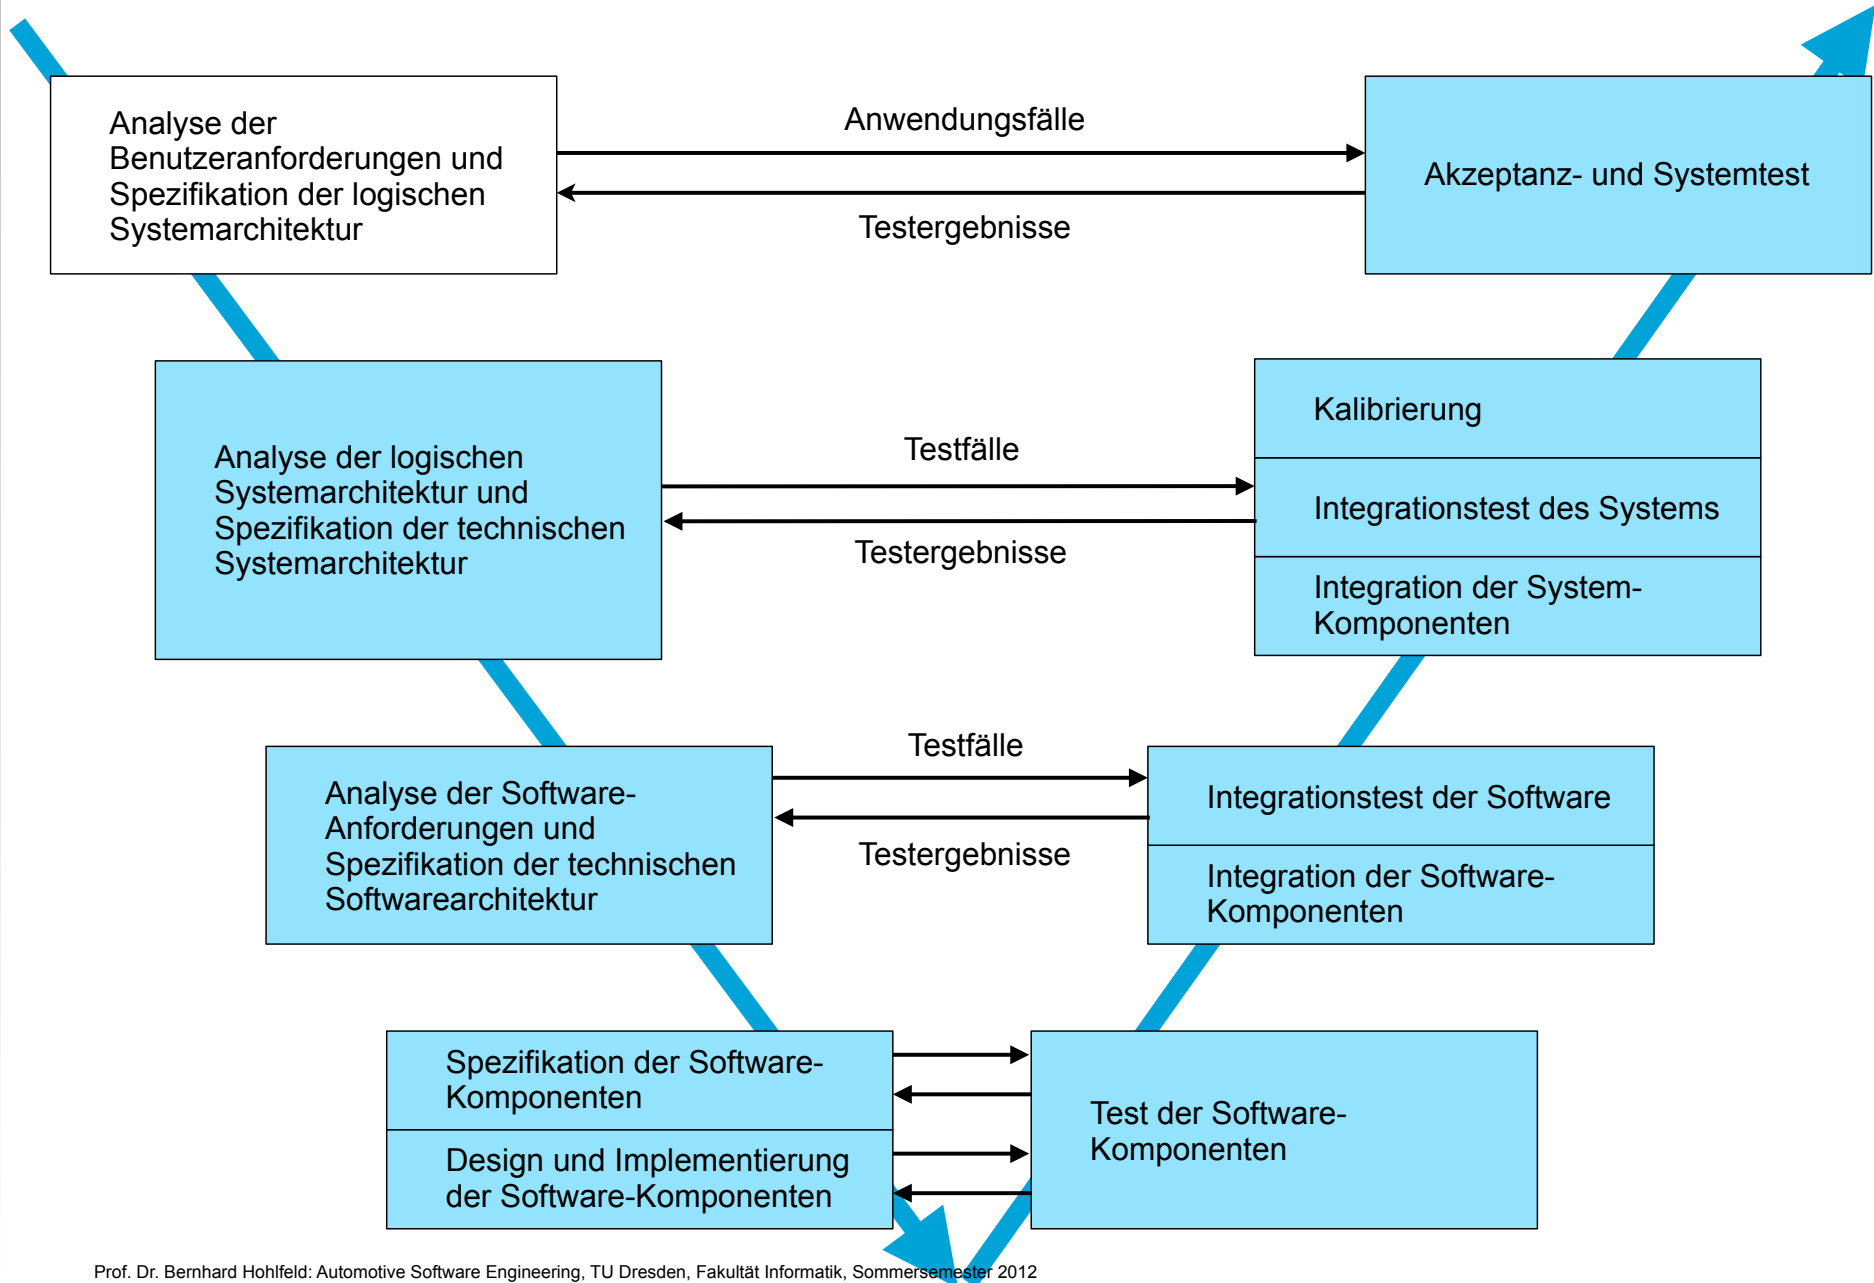 Analyse der
Benutzeranforderungen und
Spezifikation der logischen
Systemarchitektur
Anwendungsfälle
Testergebnisse
Akzeptanz- und Systemtest
Analyse der logischen
Systemarchitektur und
Spezifikation der technischen
Systemarchitektur
Testfälle
Testergebnisse
Kalibrierung
Integrationstest des Systems
Integration der System-
Komponenten
Analyse der Software-
Anforderungen und
Spezifikation der technischen
Softwarearchitektur
Testfälle
Testergebnisse
Integrationstest der Software
Integration der Software-
Komponenten
Spezifikation der Software-
Komponenten
Design und Implementierung
der Software-Komponenten
Test der Software-
Komponenten
Prof. Dr. Bernhard Hohlfeld: Automotive Software Engineering, TU Dresden, Fakultät Informatik, Sommersemester 2012